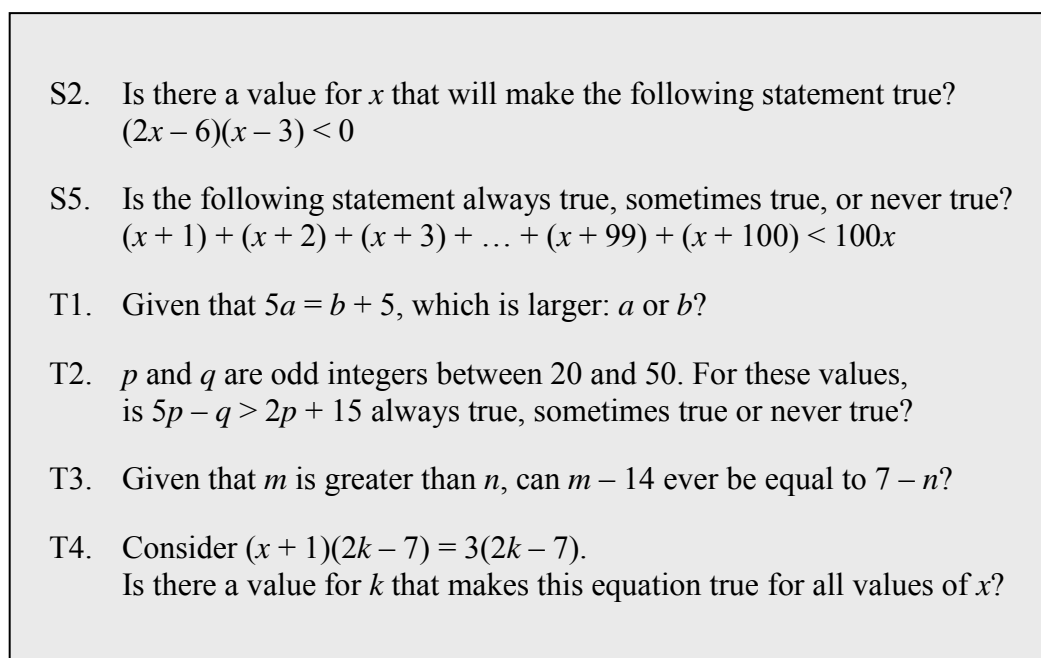 S2. Is there a value for x that will make the following statement true?
(2x – 6)(x – 3) < 0
S5. Is the following statement always true, sometimes true, or never true?
(x + 1) + (x + 2) + (x + 3) + … + (x + 99) + (x + 100) < 100x
T1. Given that 5a = b + 5, which is larger: a or b?
T2. p and q are odd integers between 20 and 50. For these values,
is 5p – q > 2p + 15 always true, sometimes true or never true?
T3. Given that m is greater than n, can m – 14 ever be equal to 7 – n?
T4. Consider (x + 1)(2k – 7) = 3(2k – 7).
Is there a value for k that makes this equation true for all values of x?